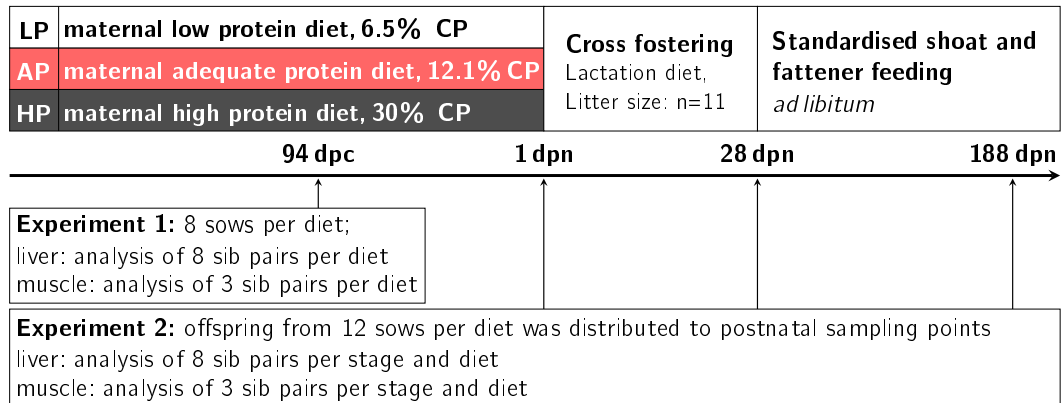 LP maternal low protein diet, 6.5% CP
AP maternal adequate protein diet, 12.1% CP
HP maternal high protein diet, 30% CP
Cross fostering
Lactation diet,
Litter size: n=11
Standardised shoat and
fattener feeding
ad libitum
94 dpc 1 dpn 28 dpn 188 dpn
Experiment 1: 8 sows per diet;
liver: analysis of 8 sib pairs per diet
muscle: analysis of 3 sib pairs per diet
Experiment 2: offspring from 12 sows per diet was distributed to postnatal sampling points
liver: analysis of 8 sib pairs per stage and diet
muscle: analysis of 3 sib pairs per stage and diet